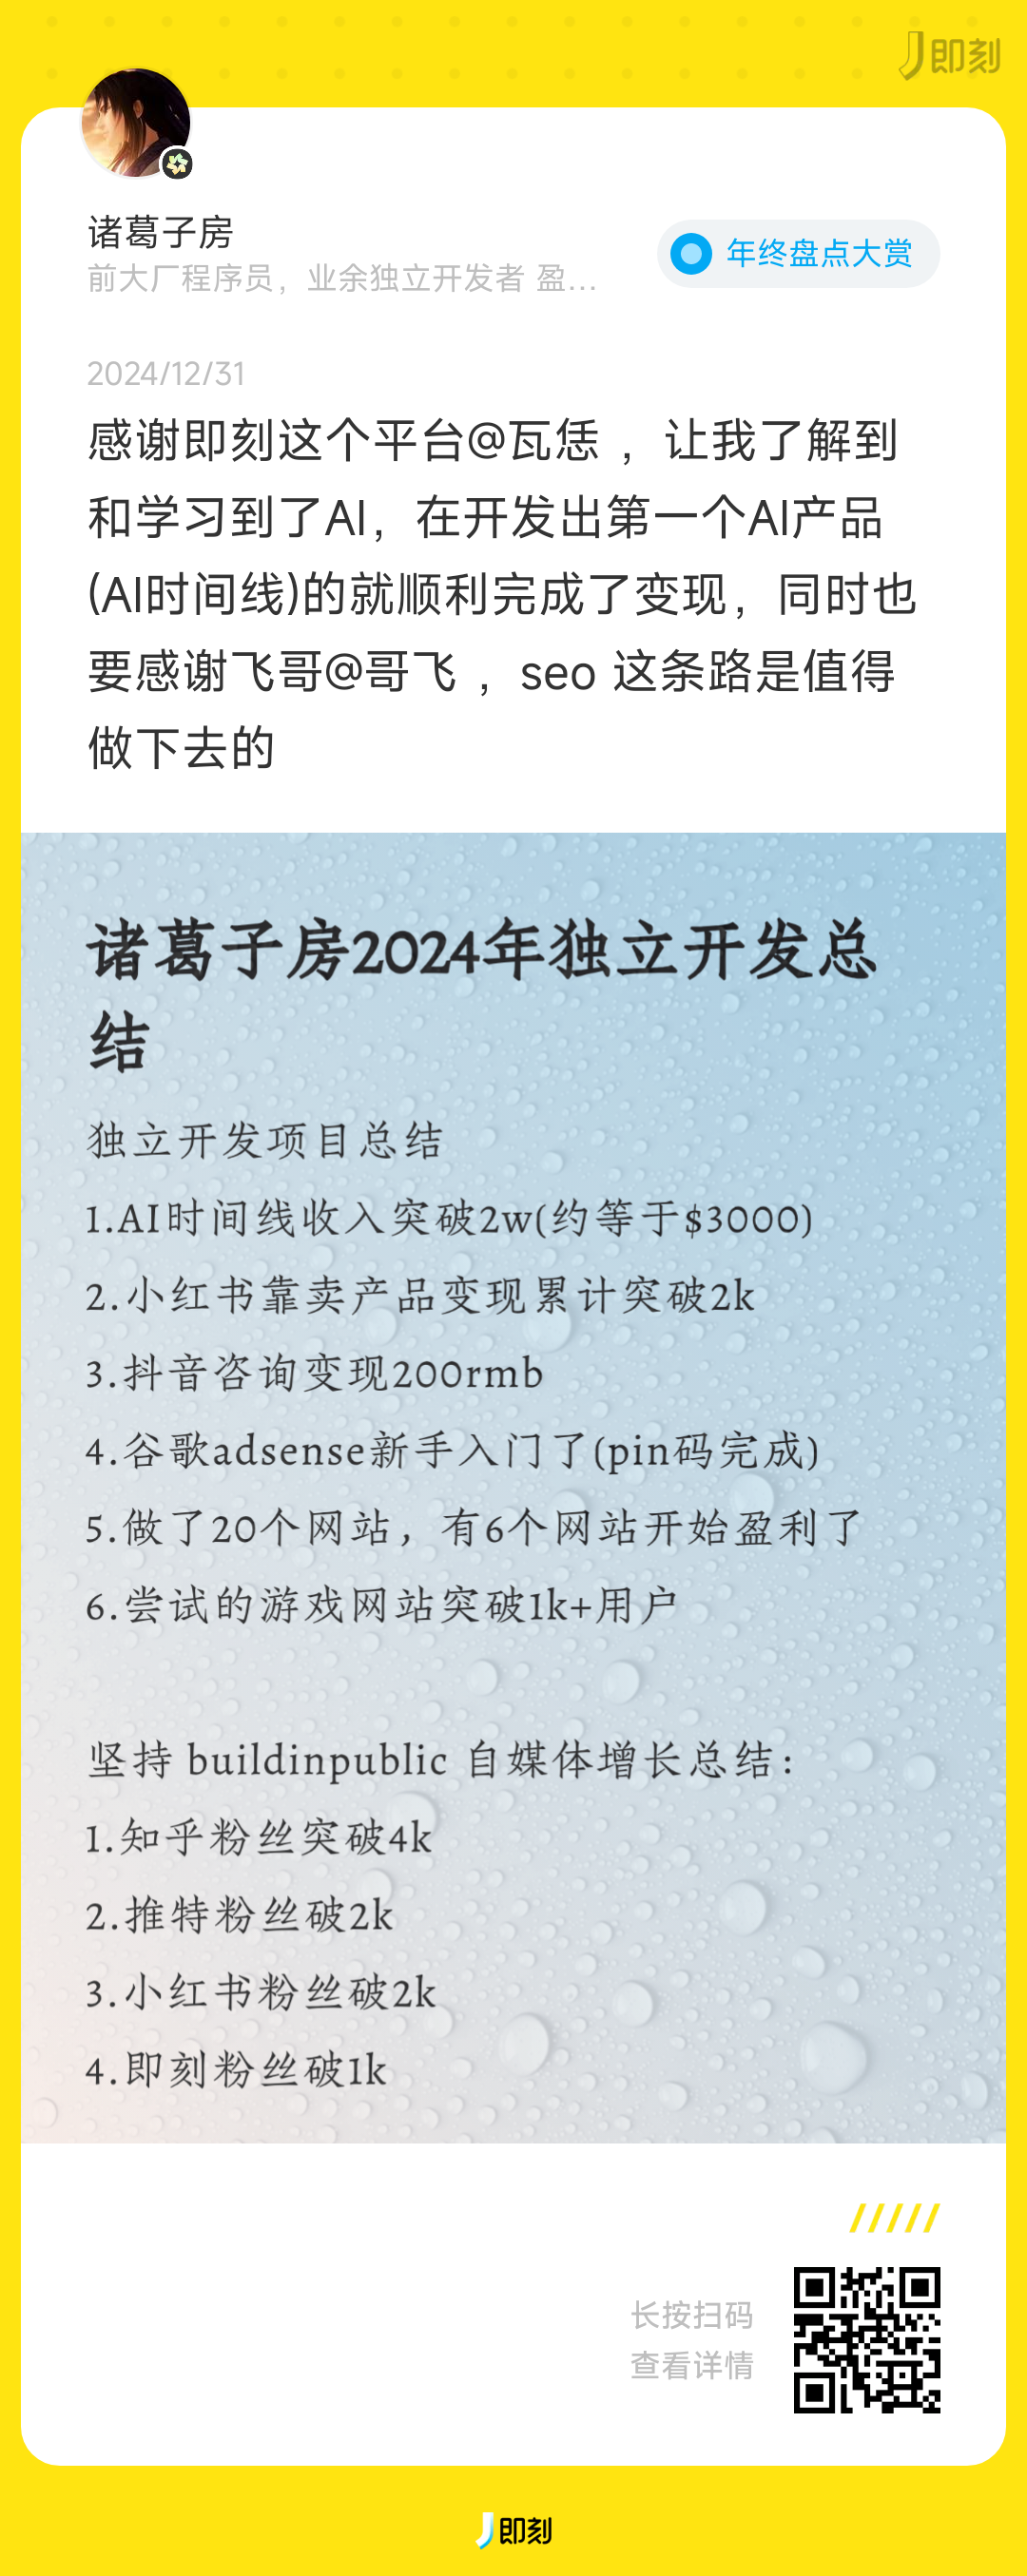 即刻
诸葛子房
前大厂程序员，业余独立开发者 盈...
年终盘点大赏
2024/12/31
感谢即刻这个平台@瓦恁 ，让我了解到
和学习到了AI，在开发出第一个AI产品
(AI时间线)的就顺利完成了变现，同时也
要感谢飞哥@哥飞 ，seo 这条路是值得
做下去的
诸葛子房2024年独立开发总
结
独立开发项目总结
1.AI时间线收入突破2w(约等于$3000)
2.小红书靠卖产品变现累计突破2k
3.抖音咨询变现200rmb
4.谷歌adsense新手入门了(pin码完成)
5.做了20个网站，有6个网站开始盈利了
6.尝试的游戏网站突破1k+用户
坚持 buildinpublic 自媒体增长总结：
1.知乎粉丝突破4k
2.推特粉丝破2k
3.小红书粉丝破2k
4.即刻粉丝破1k
长按扫码
查看详情
即刻